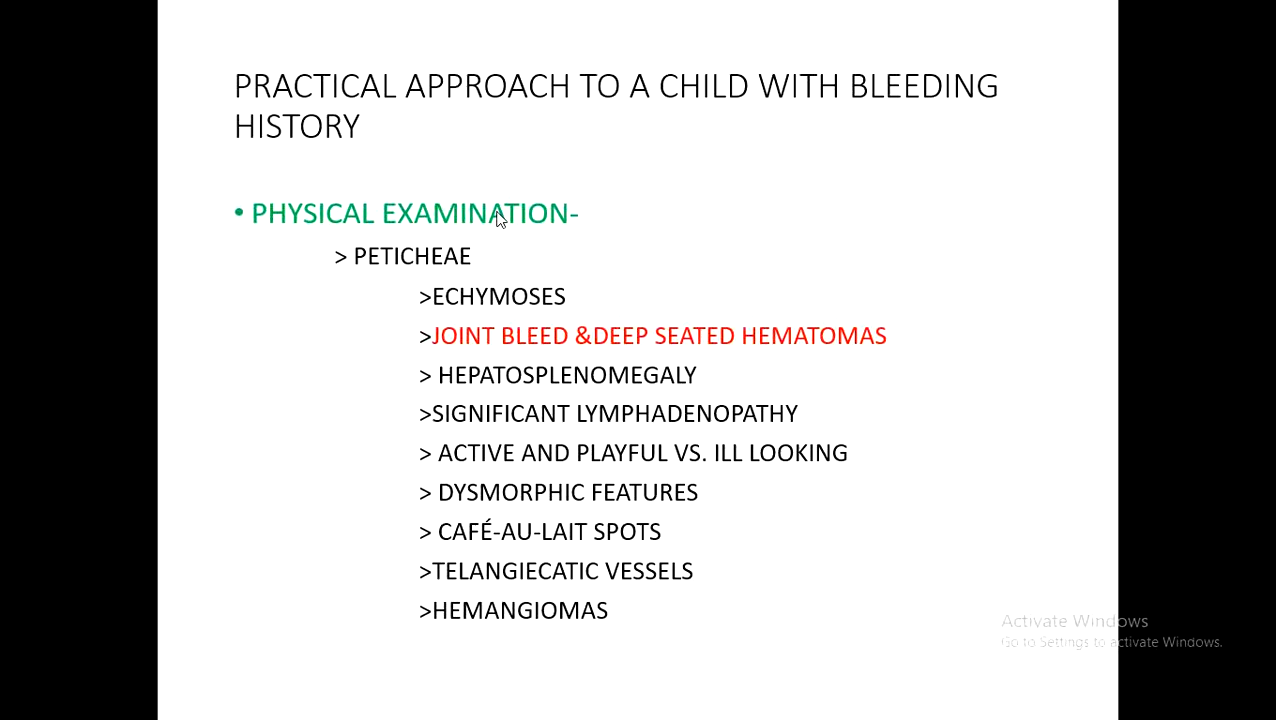 PRACTICAL APPROACH TO A CHILD WITH BLEEDING
HISTORY
• PHYSICAL EXAMINATION-
> PETICHEAE
>ECHYMOSES
>JOINT BLEED &DEEP SEATED HEMATOMAS
> HEPATOSPLENOMEGALY
>SIGNIFICANT LYMPHADENOPATHY
> ACTIVE AND PLAYFUL VS. ILL LOOKING
> DYSMORPHIC FEATURES
> CAFÉ-AU-LAIT SPOTS
>TELANGIECATIC VESSELS
>HEMANGIOMAS
Activate Windows
Go to Settings to activate Windows.